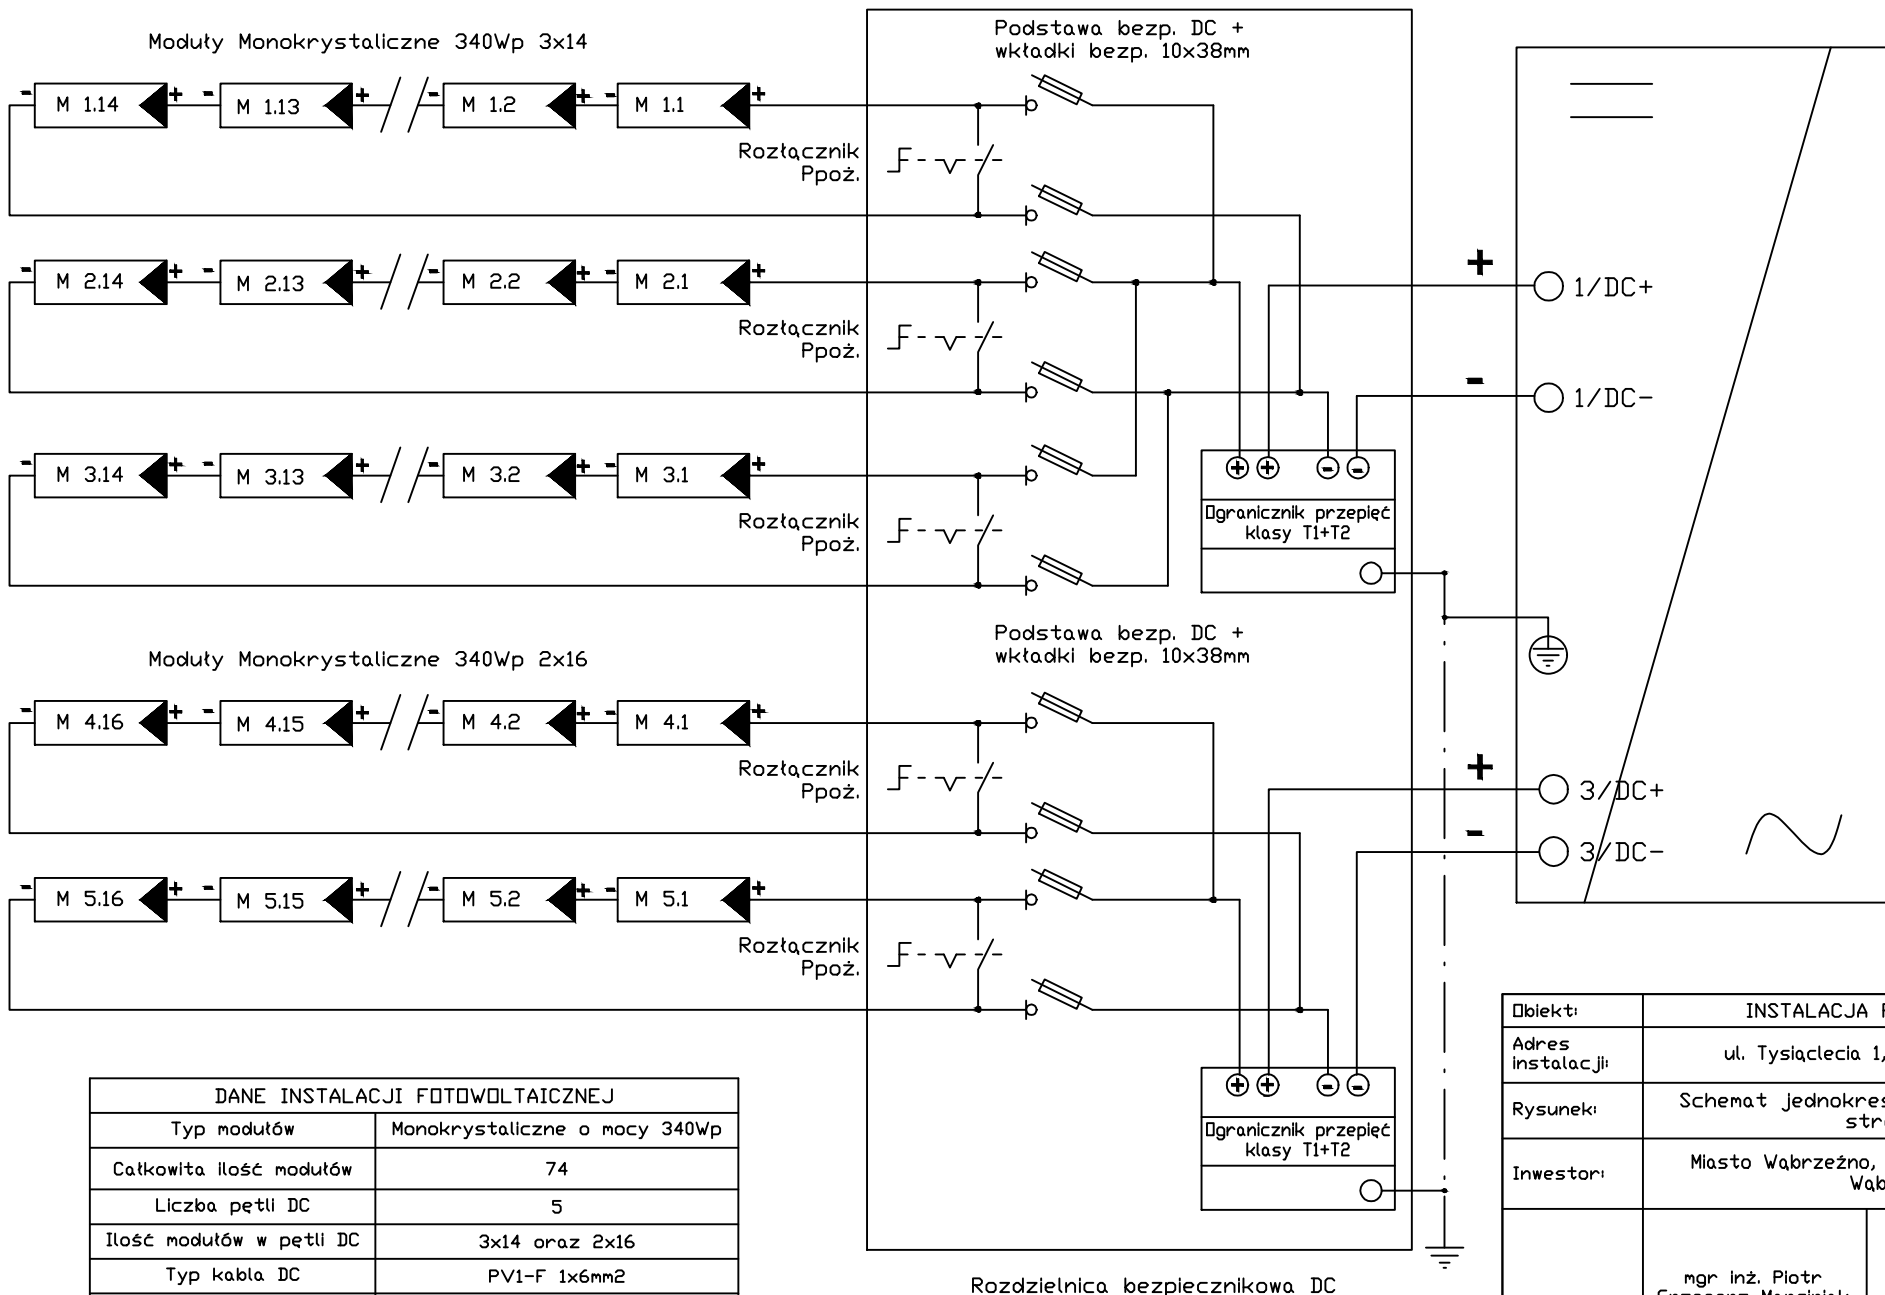 Moduły Monokrystaliczne 340Wp 3x14
Podstawa bezp. DC +
wkładki bezp. 10x38mm
- M 1.14 + - M 1.13 + - M 1.2 + - M 1.1 +
Rozłącznik
Ppoż.
- M 2.14 + - M 2.13 + - M 2.2 + - M 2.1 +
Rozłącznik
Ppoż.
+
1/DC+
-
1/DC-
- M 3.14 + - M 3.13 + - M 3.2 + - M 3.1 +
Rozłącznik
Ppoż.
+ + - -
Ogranicznik przepięć
klasy T1+T2
Moduły Monokrystaliczne 340Wp 2x16
Podstawa bezp. DC +
wkładki bezp. 10x38mm
- M 4.16 + - M 4.15 + - M 4.2 + - M 4.1 +
Rozłącznik
Ppoż.
+
3/DC+
-
3/DC-
- M 5.16 + - M 5.15 + - M 5.2 + - M 5.1 +
Rozłącznik
Ppoż.
+ + - -
Ogranicznik przepięć
klasy T1+T2
Rozdzielnica bezpiecznikowa DC
DANE INSTALACJI FOTOWOLTAICZNEJ
Typ modułów Monokrystaliczne o mocy 340Wp
Całkowita ilość modułów 74
Liczba pętli DC 5
Ilość modułów w pętli DC 3x14 oraz 2x16
Typ kabla DC PV1-F 1x6mm2
Obiekt: INSTALACJA
Adres
instalacji:
ul. Tysiąclecia 1,
Rysunek:
Schemat jednokres
str
Inwestor:
Miasto Wąbrzeźno,
Wąb
mgr inż. Piotr